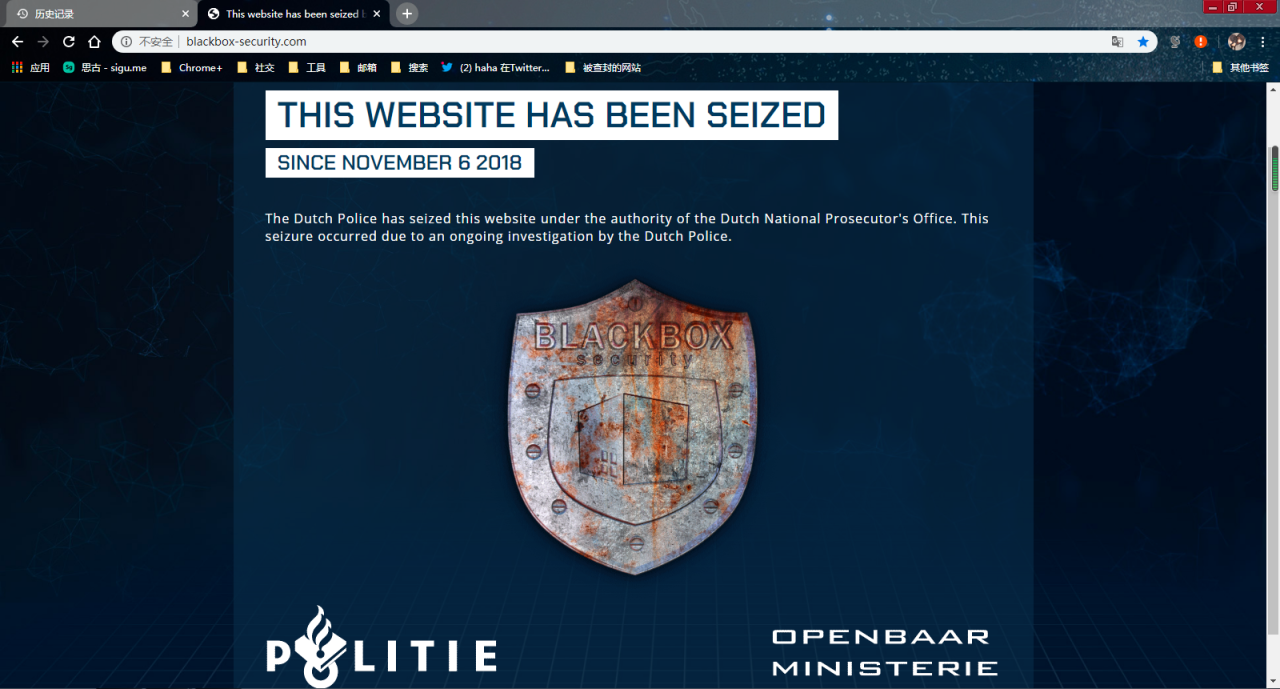 历史记录
This website has been seized
不安全
blackbox-security.com
应用
思古 - sigu.me
Chrome+
社交
工具
邮箱
搜索
(2) haha 在Twitter...
被查封的网站
其他书签
THIS WEBSITE HAS BEEN SEIZED
SINCE NOVEMBER 6 2018
The Dutch Police has seized this website under the authority of the Dutch National Prosecutor's Office. This
seizure occurred due to an ongoing investigation by the Dutch Police.
BLACKBOX
security
POLITIE
OPENBAAR
MINISTERIE